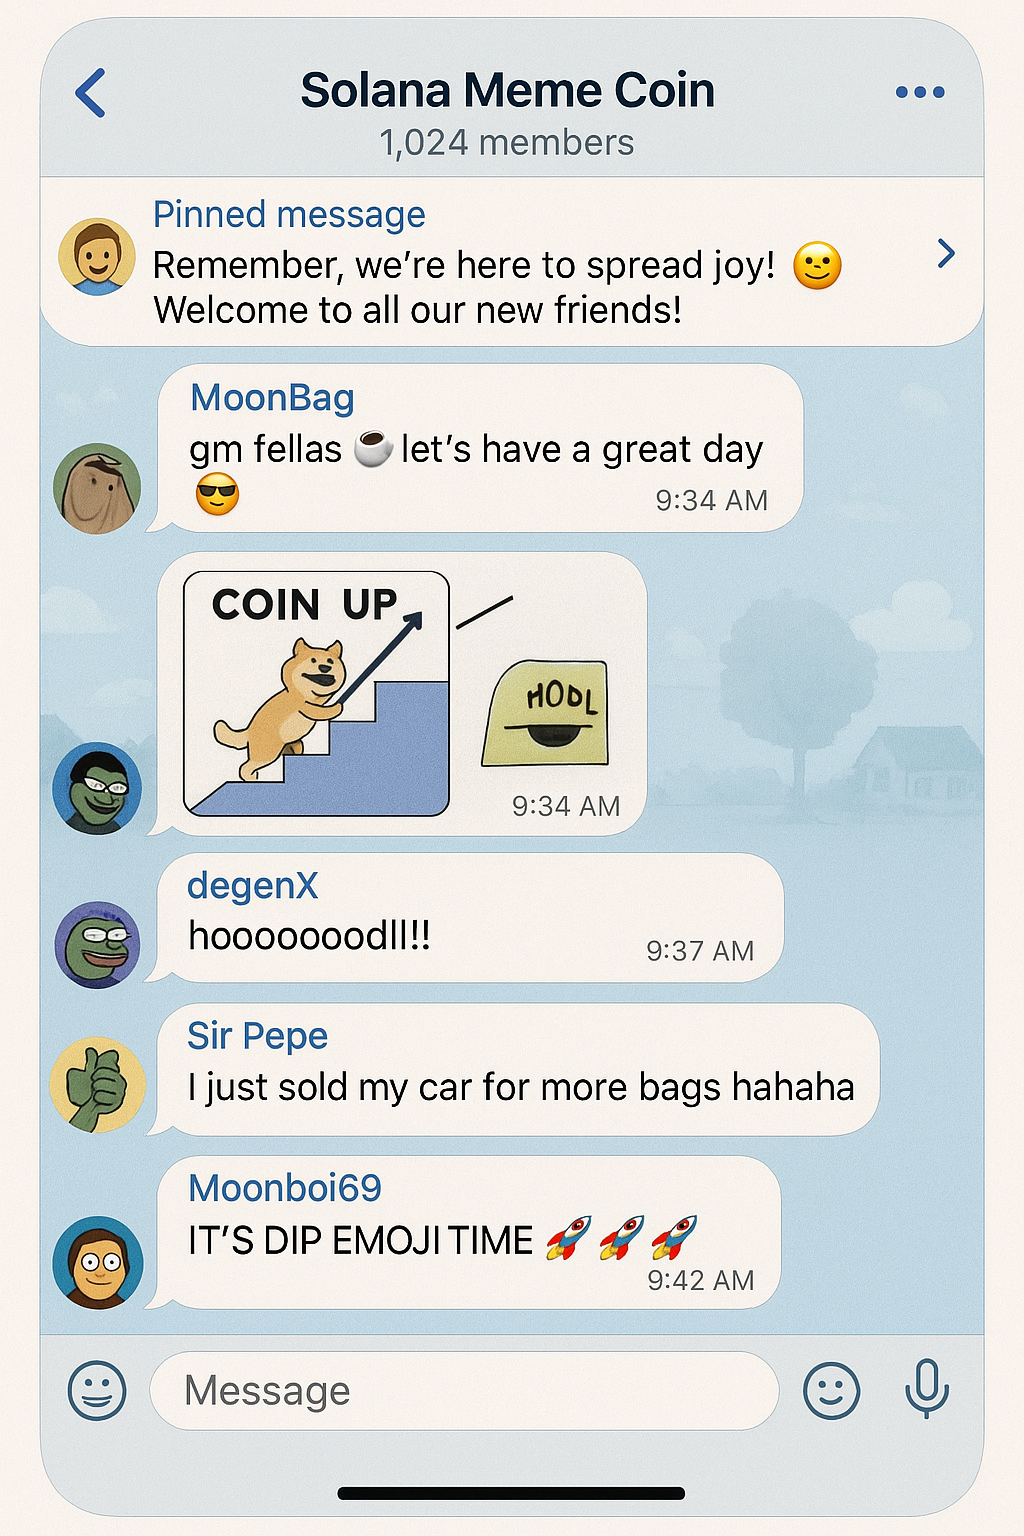 Solana Meme Coin
1,024 members
Pinned message
Remember, we’re here to spread joy! 🙂
Welcome to all our new friends!
MoonBag
gm fellas ☕ let’s have a great day
😎
9:34 AM
COIN UP
HODL
9:34 AM
degenX
hooooooodll!!
9:37 AM
Sir Pepe
I just sold my car for more bags hahaha
Moonboi69
IT’S DIP EMOJI TIME 🚀🚀🚀
9:42 AM
Message